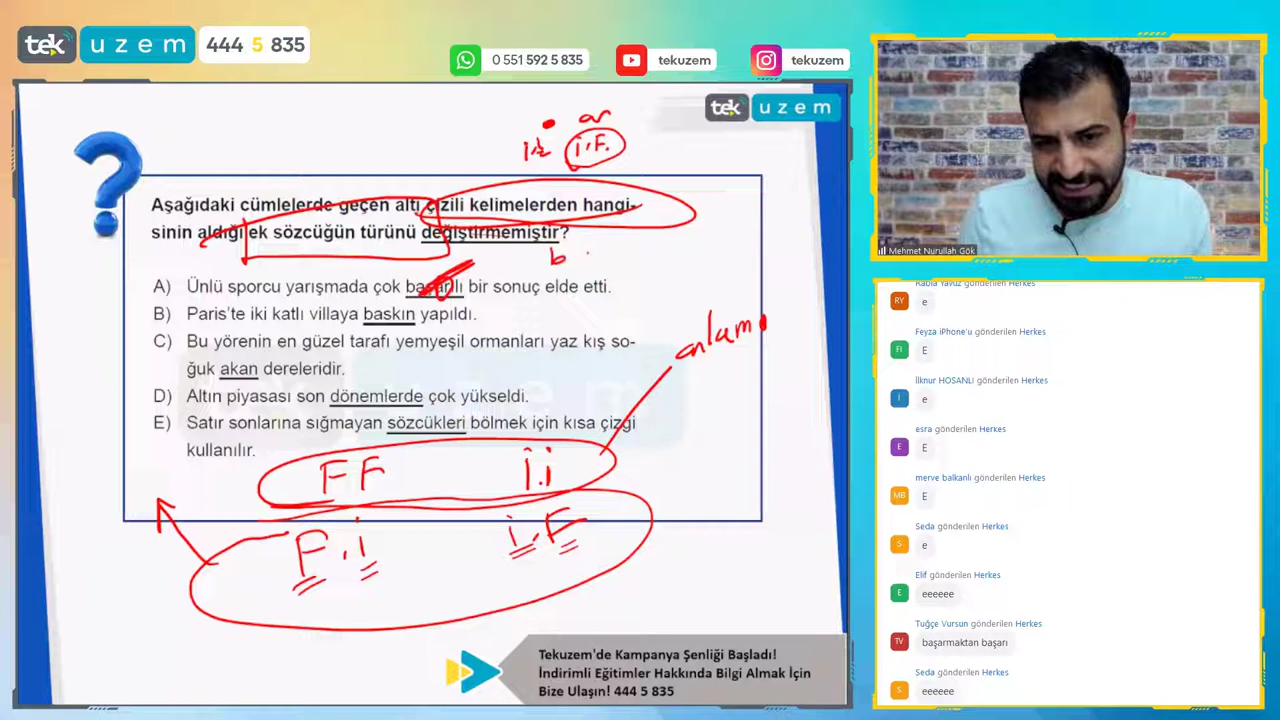 tek uzem 444 5 835
0 551 592 5 835
tekuzem
tekuzem
tek uzem
ar
i.F.
Aşağıdaki cümlelerde geçen altı çizili kelimelerden hangi-
sinin aldığı ek sözcüğün türünü değiştirmemiştir?
b
A) Ünlü sporcu yarışmada çok başarılı bir sonuç elde etti.
B) Paris'te iki katlı villaya baskın yapıldı.
C) Bu yörenin en güzel tarafı yemyeşil ormanları yaz kış so-
ğuk akan dereleridir.
D) Altın piyasası son dönemlerde çok yükseldi.
E) Satır sonlarına sığmayan sözcükleri bölmek için kısa çizgi
kullanılır.
anlam
FF i.i
F.i i.F
Tekuzem'de Kampanya Şenliği Başladı!
İndirimli Eğitimler Hakkında Bilgi Almak İçin
Bize Ulaşın! 444 5 835
Mehmet Nurullah Gök
RY Rabia Yavuz gönderilen Herkes
e
FI Feyza iPhone'u gönderilen Herkes
E
İ İlknur HOSANLI gönderilen Herkes
e
E esra gönderilen Herkes
E
MB merve balkanlı gönderilen Herkes
E
S Seda gönderilen Herkes
e
E Elif gönderilen Herkes
eeeeee
TV Tuğçe Vursun gönderilen Herkes
başarmaktan başarı
S Seda gönderilen Herkes
eeeeee